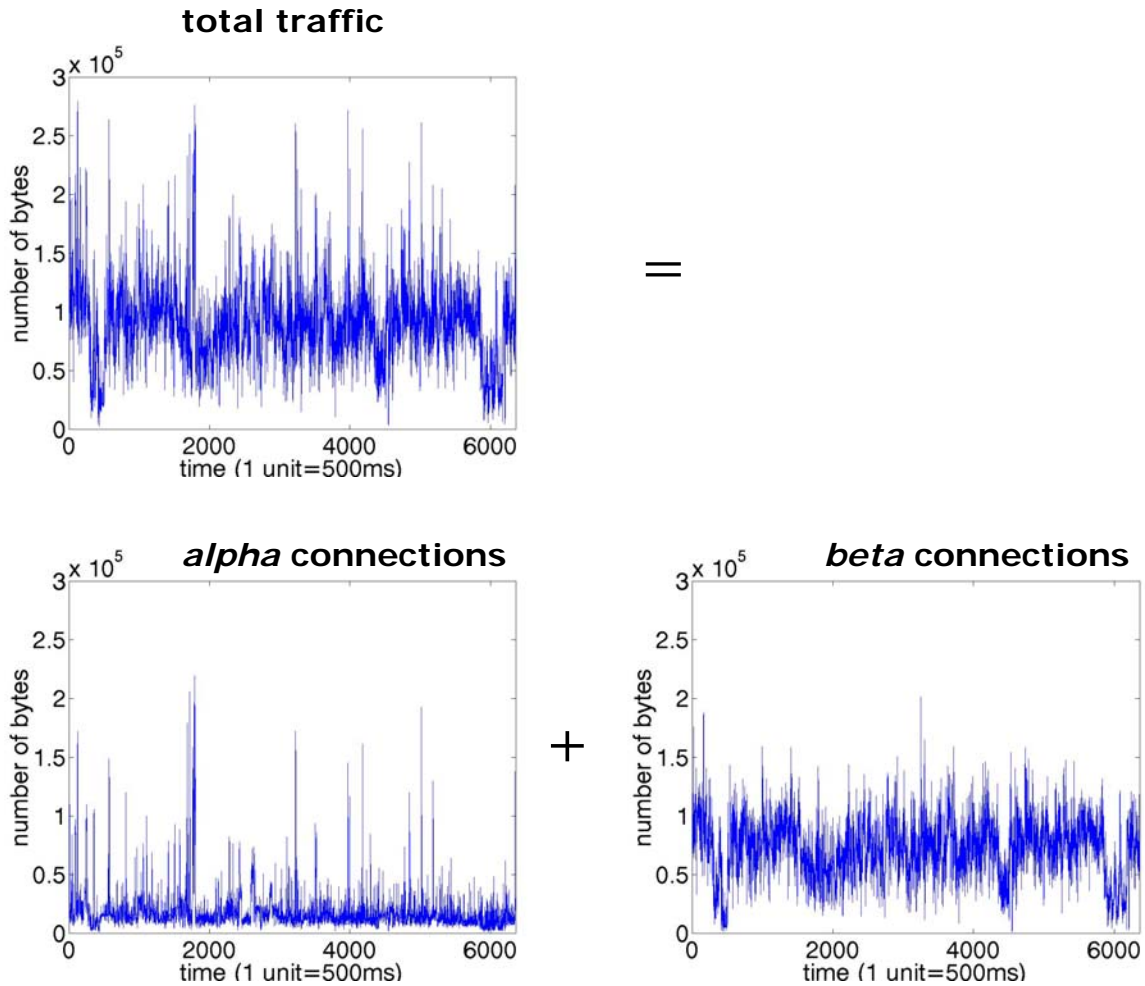 total traffic
3 x 10^5
2.5
2
1.5
1
0.5
0
number of bytes
0 2000 4000 6000
time (1 unit=500ms)
=
alpha connections
3 x 10^5
2.5
2
1.5
1
0.5
0
number of bytes
0 2000 4000 6000
time (1 unit=500ms)
+
beta connections
3 x 10^5
2.5
2
1.5
1
0.5
0
number of bytes
0 2000 4000 6000
time (1 unit=500ms)